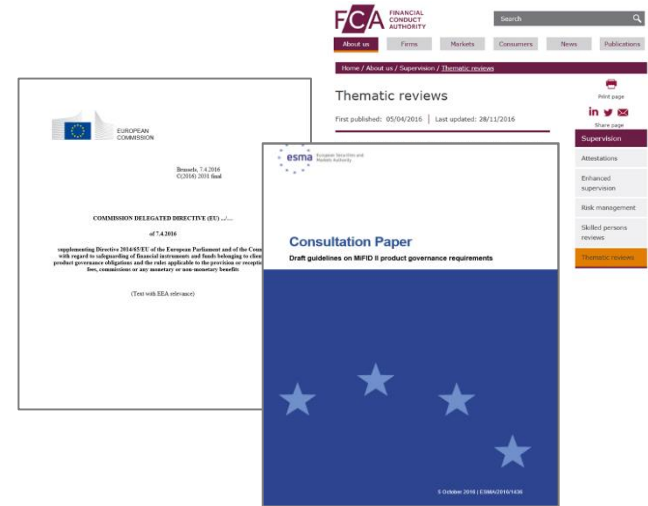 FCA FINANCIAL
CONDUCT
AUTHORITY
Search
About us Firms Markets Consumers News Publications
Home / About us / Supervision / Thematic reviews
Print page
Thematic reviews
First published: 05/04/2016 | Last updated: 28/11/2016
Share page
Supervision
Attestations
Enhanced
supervision
Risk management
Skilled persons
reviews
Thematic reviews
EUROPEAN
COMMISSION
Brussels, 7.4.2016
C(2016) 2031 final
COMMISSION DELEGATED DIRECTIVE (EU) .../...
of 7.4.2016
supplementing Directive 2014/65/EU of the European Parliament and of the Coun
with regard to safeguarding of financial instruments and funds belonging to clien
product governance obligations and the rules applicable to the provision or receptio
fees, commissions or any monetary or non-monetary benefits
(Text with EEA relevance)
esma European Securities and
Markets Authority
Consultation Paper
Draft guidelines on MiFID II product governance requirements
5 October 2016 | ESMA/2016/1436